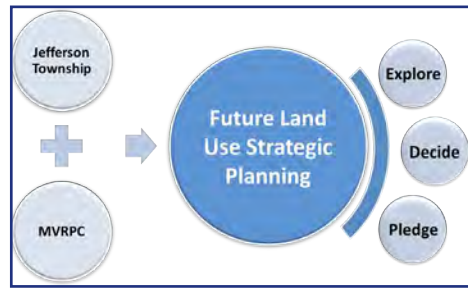 Jefferson
Township
MVRPC
Future Land
Use Strategic
Planning
Explore
Decide
Pledge